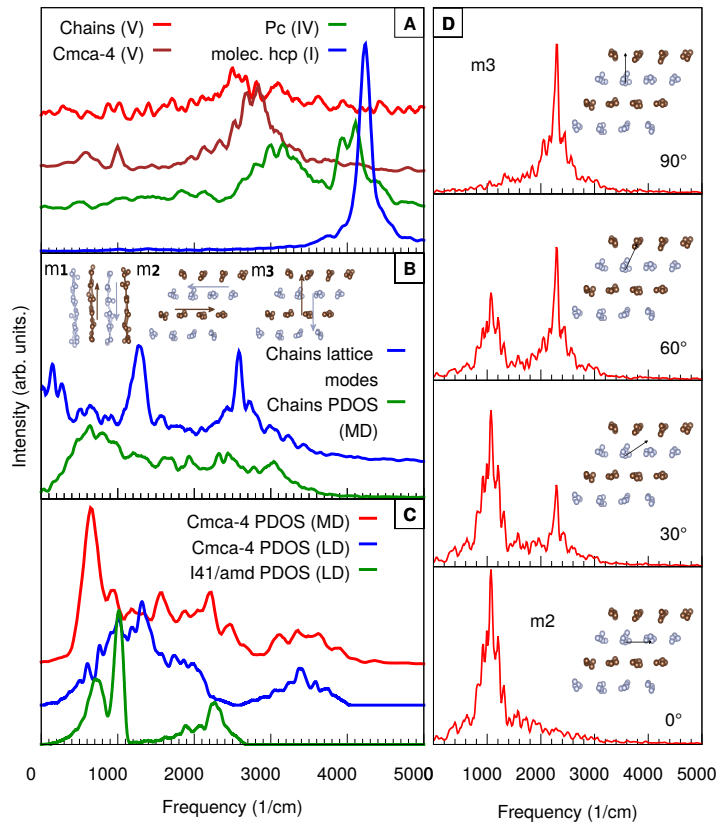 Chains (V)
Cmca-4 (V)
Pc (IV)
molec. hcp (I)
A
m1
m2
m3
B
Chains lattice
modes
Chains PDOS
(MD)
Cmca-4 PDOS (MD)
Cmca-4 PDOS (LD)
I41/amd PDOS (LD)
C
Intensity (arb. units.)
0 1000 2000 3000 4000 5000
Frequency (1/cm)
D
m3
90°
60°
30°
m2
0°
0 1000 2000 3000 4000 5000
Frequency (1/cm)